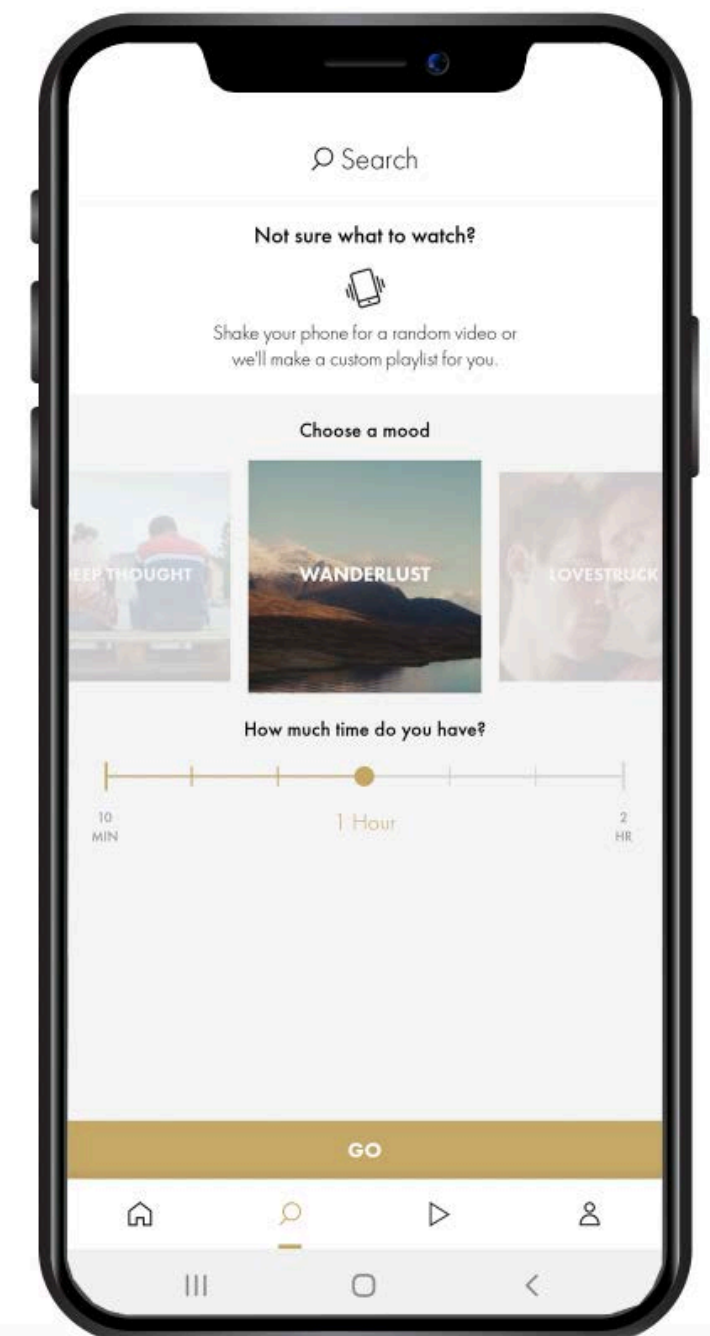 Search
Not sure what to watch?
Shake your phone for a random video or
we'll make a custom playlist for you.
Choose a mood
EEP THOUGHT
WANDERLUST
LOVESTRUCK
How much time do you have?
10
MIN
1 Hour
2
HR
GO